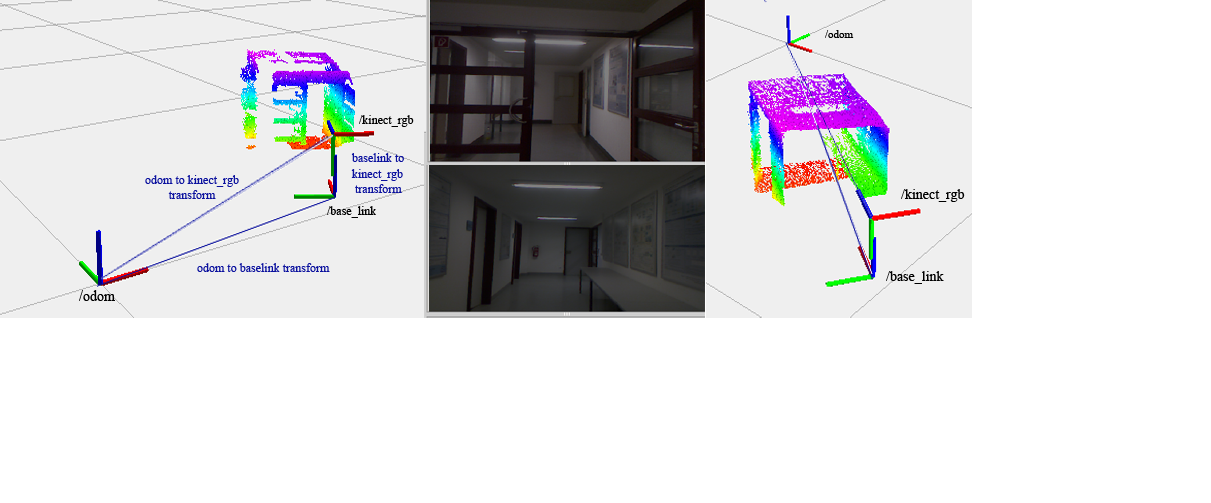 /kinect_rgb
baselink to
kinect_rgb
transform
odom to kinect_rgb
transform
/base_link
odom to baselink transform
/odom
/odom
/kinect_rgb
/base_link